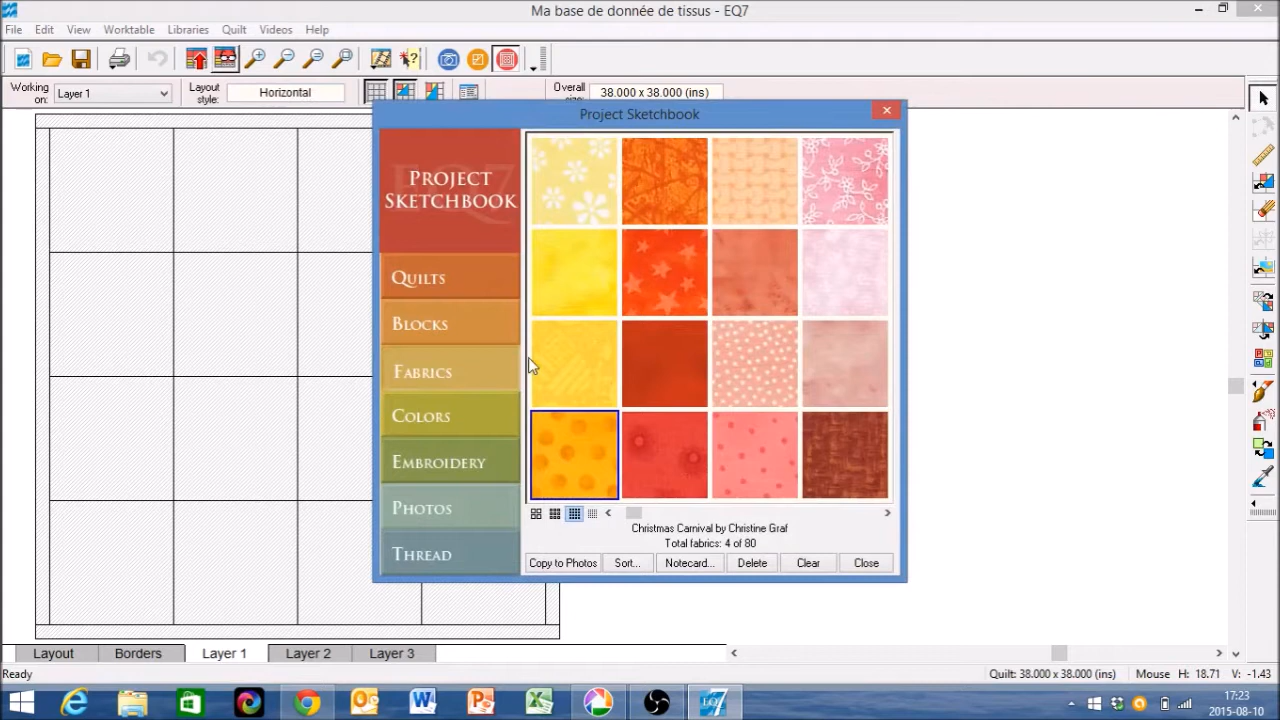 Ma base de donnée de tissus - EQ7
File Edit View Worktable Libraries Quilt Videos Help
Working on: Layer 1 Layout style: Horizontal Overall size: 38.000 x 38.000 (ins)
Project Sketchbook
EQ7
PROJECT
SKETCHBOOK
QUILTS
BLOCKS
FABRICS
COLORS
EMBROIDERY
PHOTOS
THREAD
Christmas Carnival by Christine Graf
Total fabrics: 4 of 80
Copy to Photos Sort... Notecard... Delete Clear Close
Layout Borders Layer 1 Layer 2 Layer 3
Ready Quilt: 38.000 x 38.000 (ins) Mouse H: 18.71 V: -1.43
17:23
2015-08-10